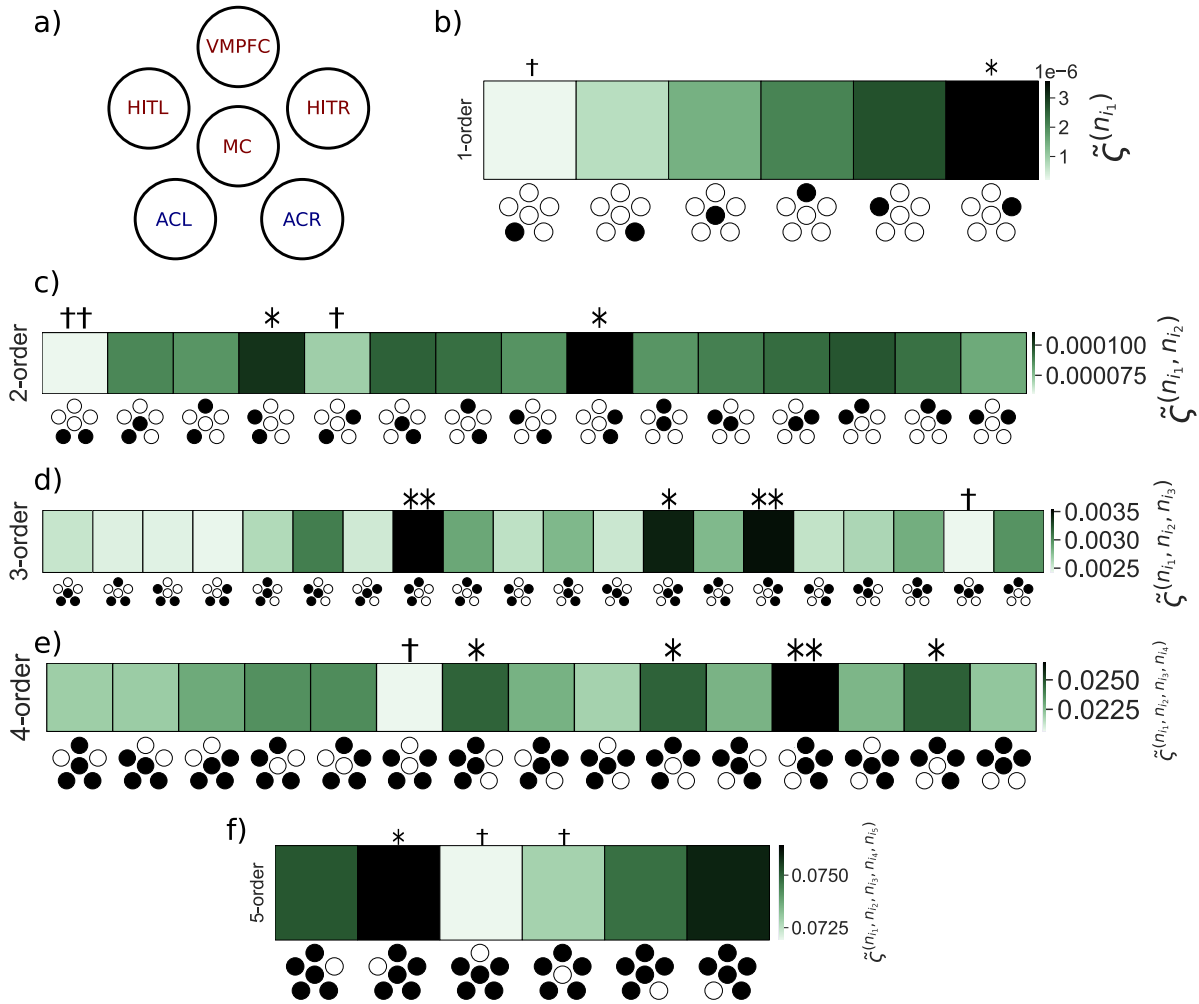 a)
VMPFC
HITL
HITR
MC
ACL
ACR
b)
†
*
1-order
1e−6
3
2
1
ζ̃^(n_{i_1})
c)
††
*
†
*
2-order
0.000100
0.000075
ζ̃^(n_{i_1}, n_{i_2})
d)
**
*
**
†
3-order
0.0035
0.0030
0.0025
ζ̃^(n_{i_1}, n_{i_2}, n_{i_3})
e)
†
*
*
**
*
4-order
0.0250
0.0225
ζ̃^(n_{i_1}, n_{i_2}, n_{i_3}, n_{i_4})
f)
*
†
†
5-order
0.0750
0.0725
ζ̃^(n_{i_1}, n_{i_2}, n_{i_3}, n_{i_4}, n_{i_5})